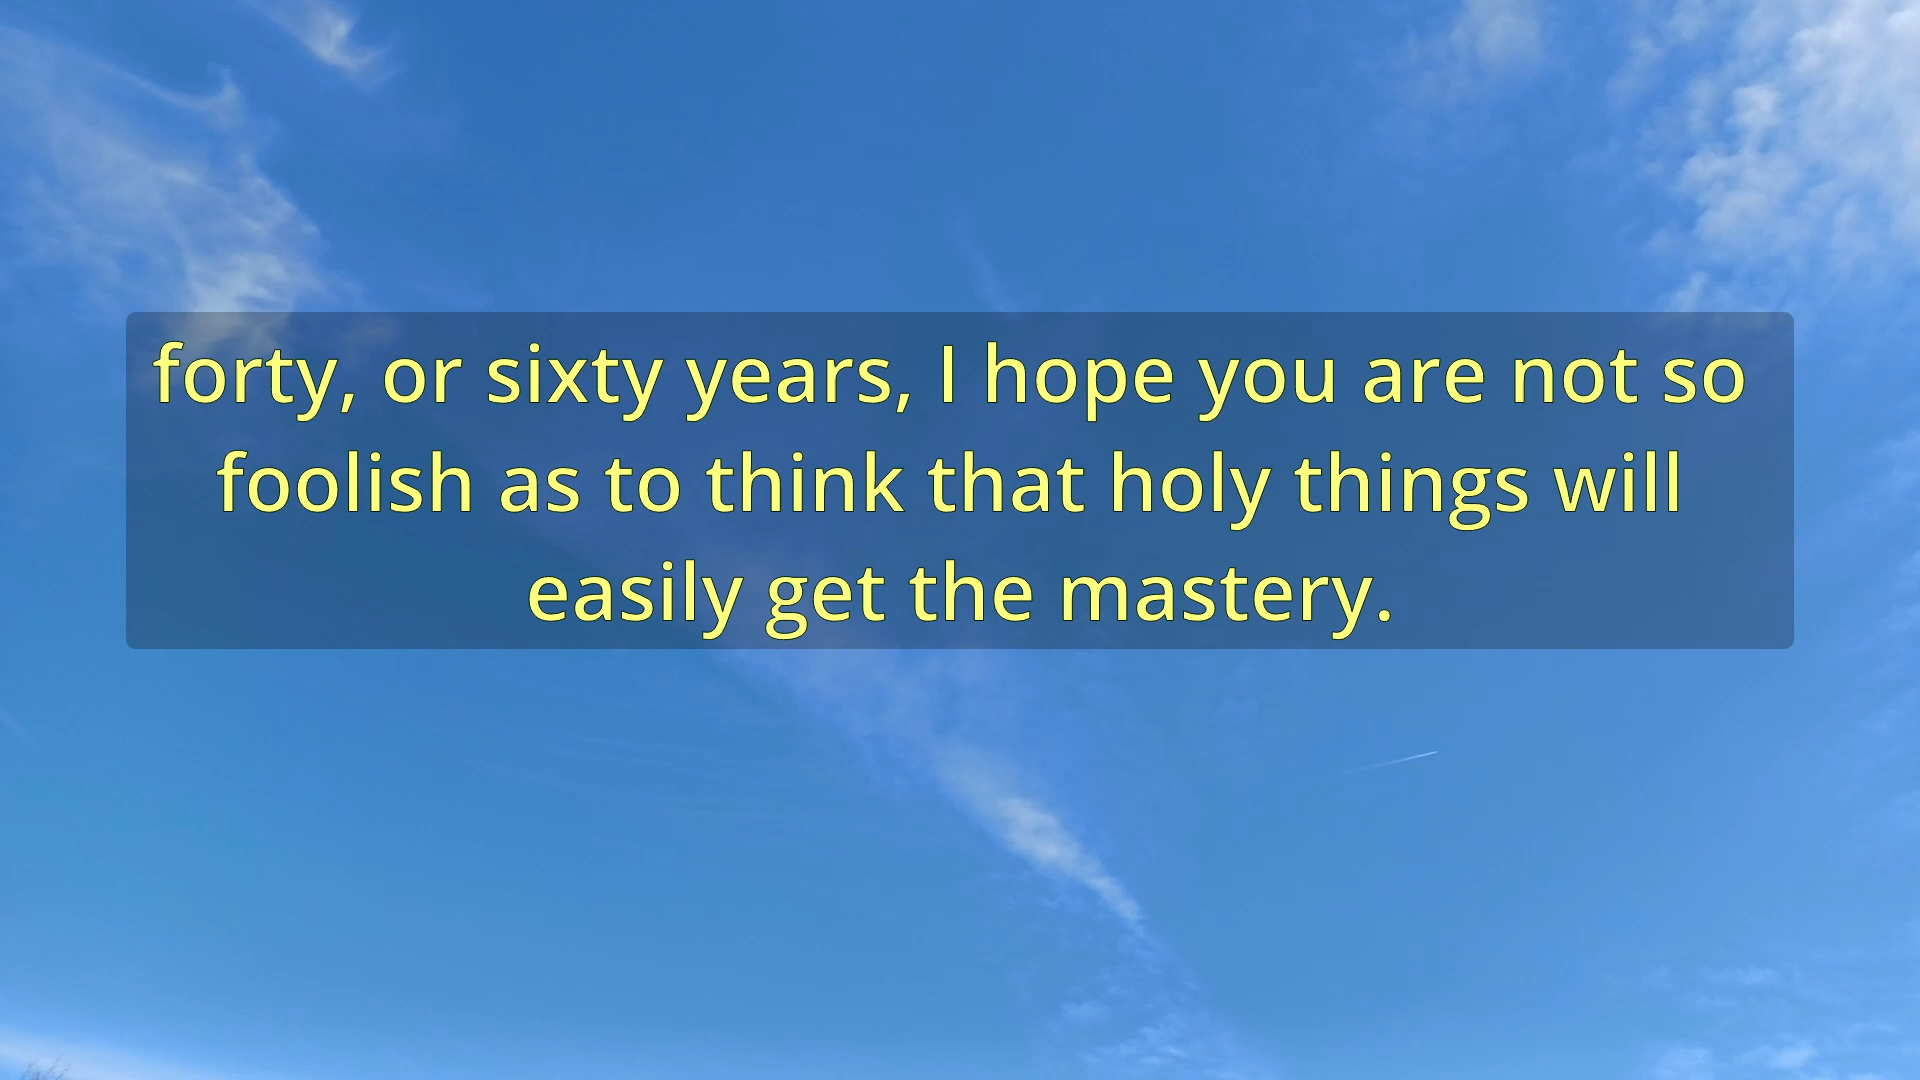 forty, or sixty years, I hope you are not so
foolish as to think that holy things will
easily get the mastery.